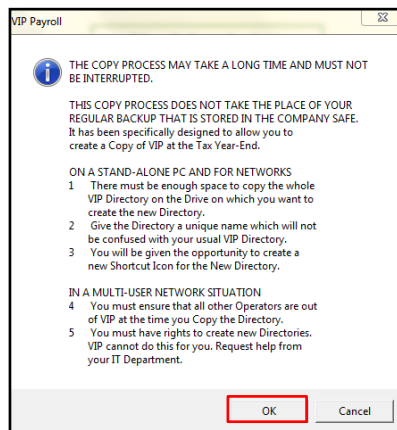 VIP Payroll
THE COPY PROCESS MAY TAKE A LONG TIME AND MUST NOT
BE INTERRUPTED.
THIS COPY PROCESS DOES NOT TAKE THE PLACE OF YOUR
REGULAR BACKUP THAT IS STORED IN THE COMPANY SAFE.
It has been specifically designed to allow you to
create a Copy of VIP at the Tax Year-End.
ON A STAND-ALONE PC AND FOR NETWORKS
1 There must be enough space to copy the whole
VIP Directory on the Drive on which you want to
create the new Directory.
2 Give the Directory a unique name which will not
be confused with your usual VIP Directory.
3 You will be given the opportunity to create a
new Shortcut Icon for the New Directory.
IN A MULTI-USER NETWORK SITUATION
4 You must ensure that all other Operators are out
of VIP at the time you Copy the Directory.
5 You must have rights to create new Directories.
VIP cannot do this for you. Request help from
your IT Department.
OK Cancel